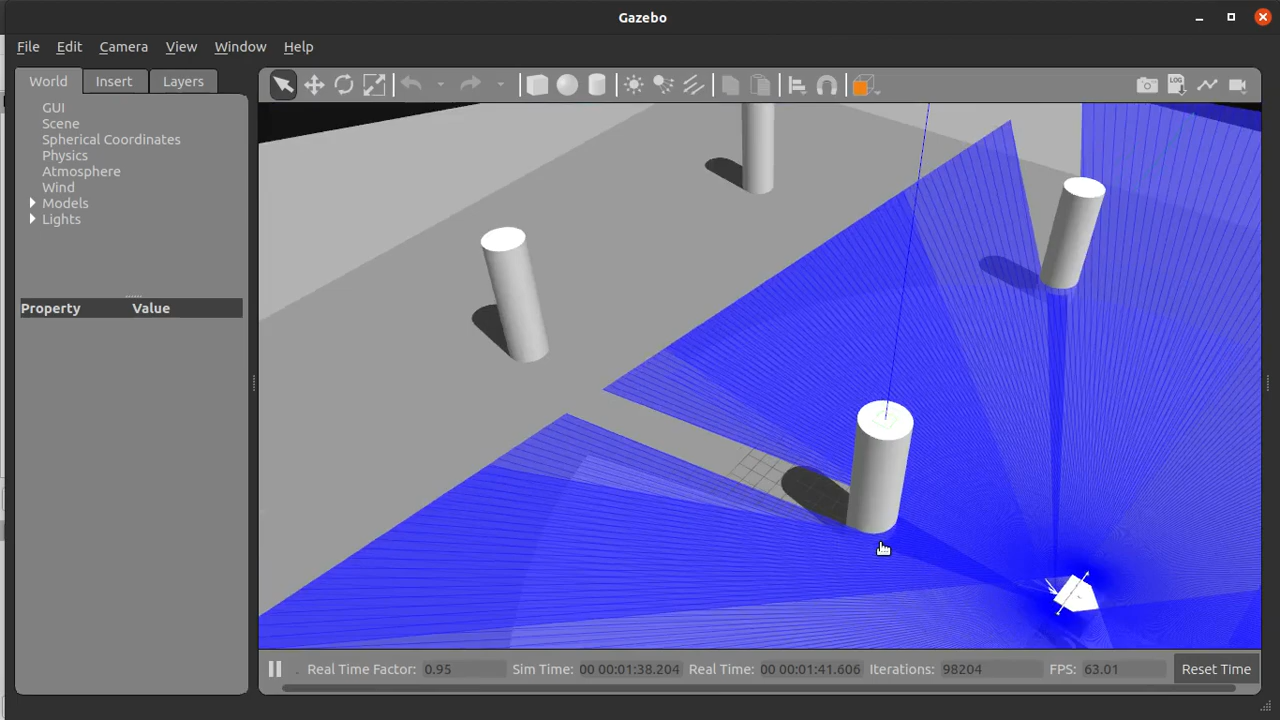 Gazebo
File Edit Camera View Window Help
World Insert Layers
LOG
GUI
Scene
Spherical Coordinates
Physics
Atmosphere
Wind
Models
Lights
Property Value
Real Time Factor: 0.95 Sim Time: 00 00:01:38.204 Real Time: 00 00:01:41.606 Iterations: 98204 FPS: 63.01 Reset Time